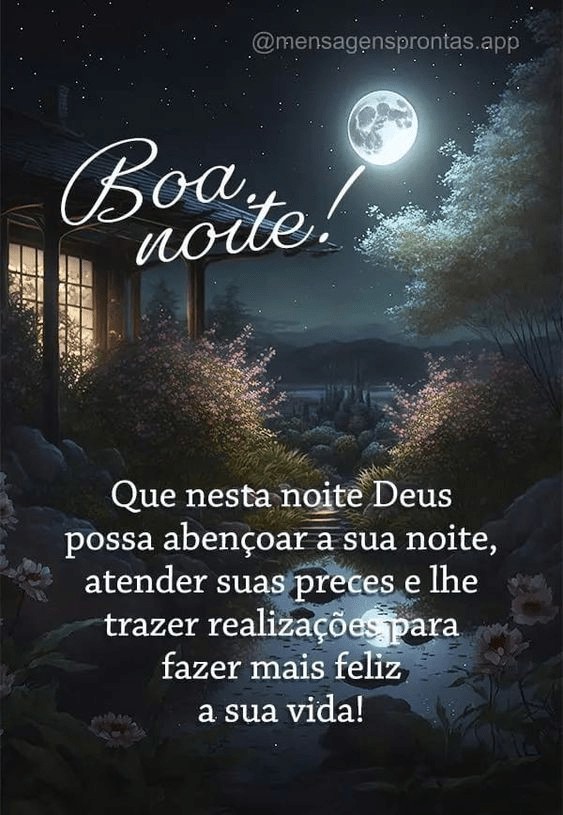 @mensagensprontas.app
Boa
noite!
Que nesta noite Deus
possa abençoar a sua noite,
atender suas preces e lhe
trazer realizações para
fazer mais feliz
a sua vida!